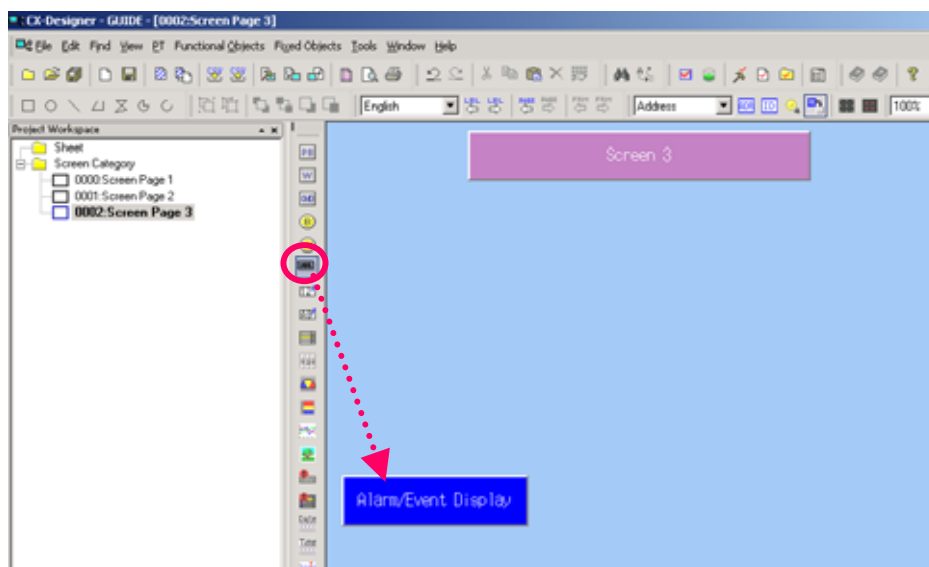 CX-Designer - GUIDE - [0002:Screen Page 3]
File Edit Find View PT Functional Objects Fixed Objects Tools Window Help
English Address 100%
Project Workspace
Sheet
Screen Category
0000:Screen Page 1
0001:Screen Page 2
0002:Screen Page 3
Screen 3
Alarm/Event Display
Date
Time